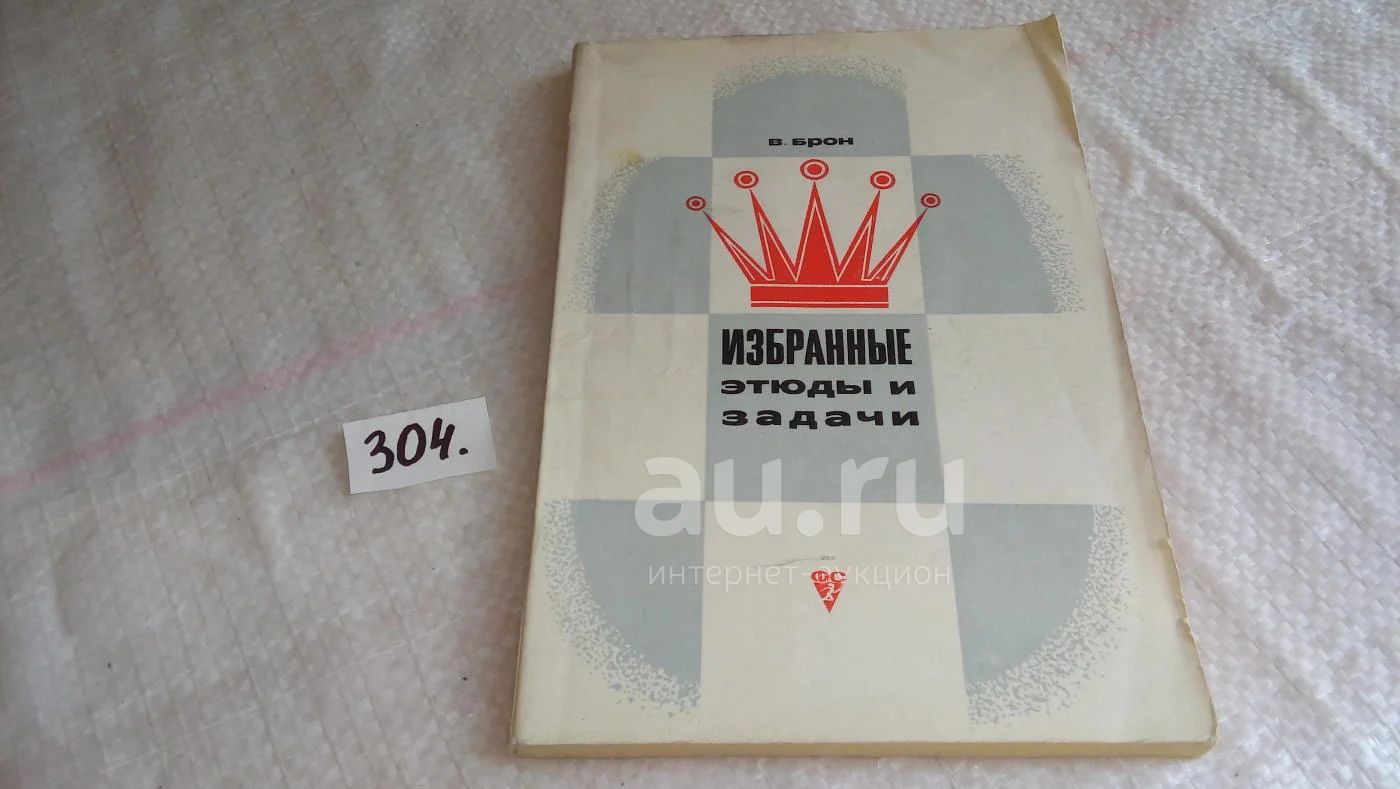 в. брон
ИЗБРАННЫЕ
этюды и
задачи
304.
au.ru
интернет-аукцион